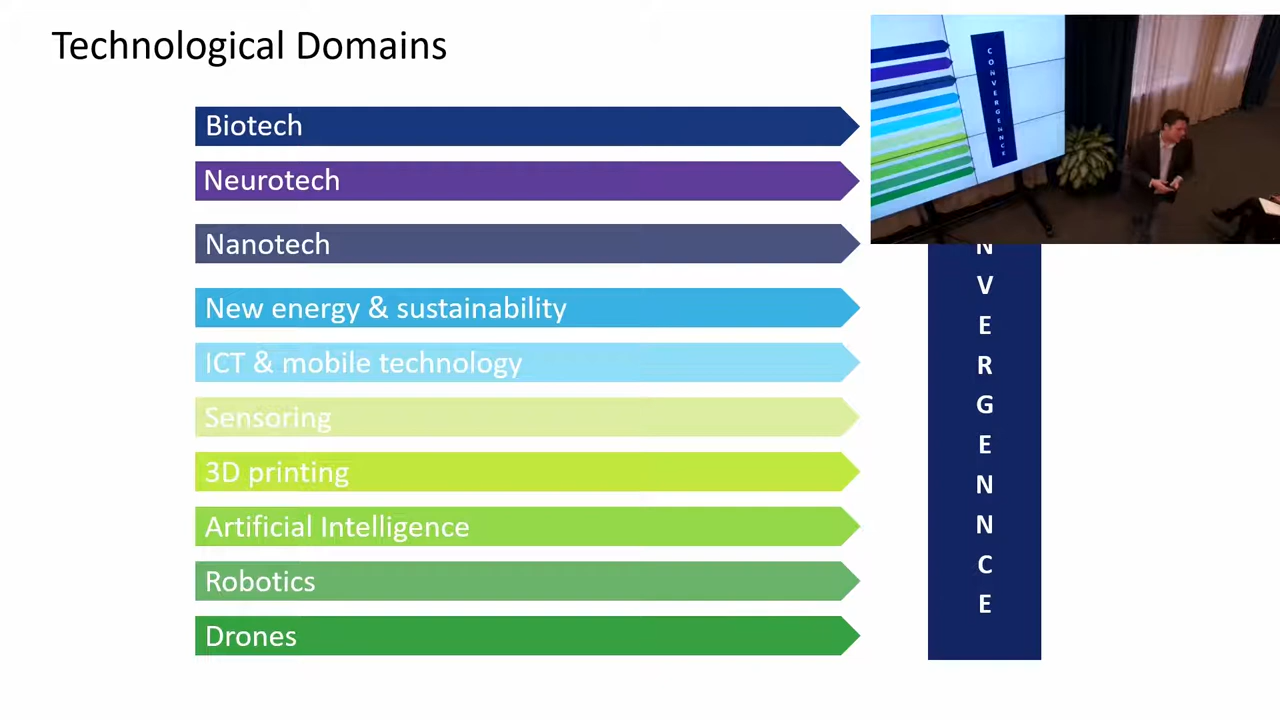 Technological Domains
Biotech
Neurotech
Nanotech
New energy & sustainability
ICT & mobile technology
Sensoring
3D printing
Artificial Intelligence
Robotics
Drones
N
V
E
R
G
E
N
N
C
E
C
O
N
V
E
R
G
E
N
N
C
E